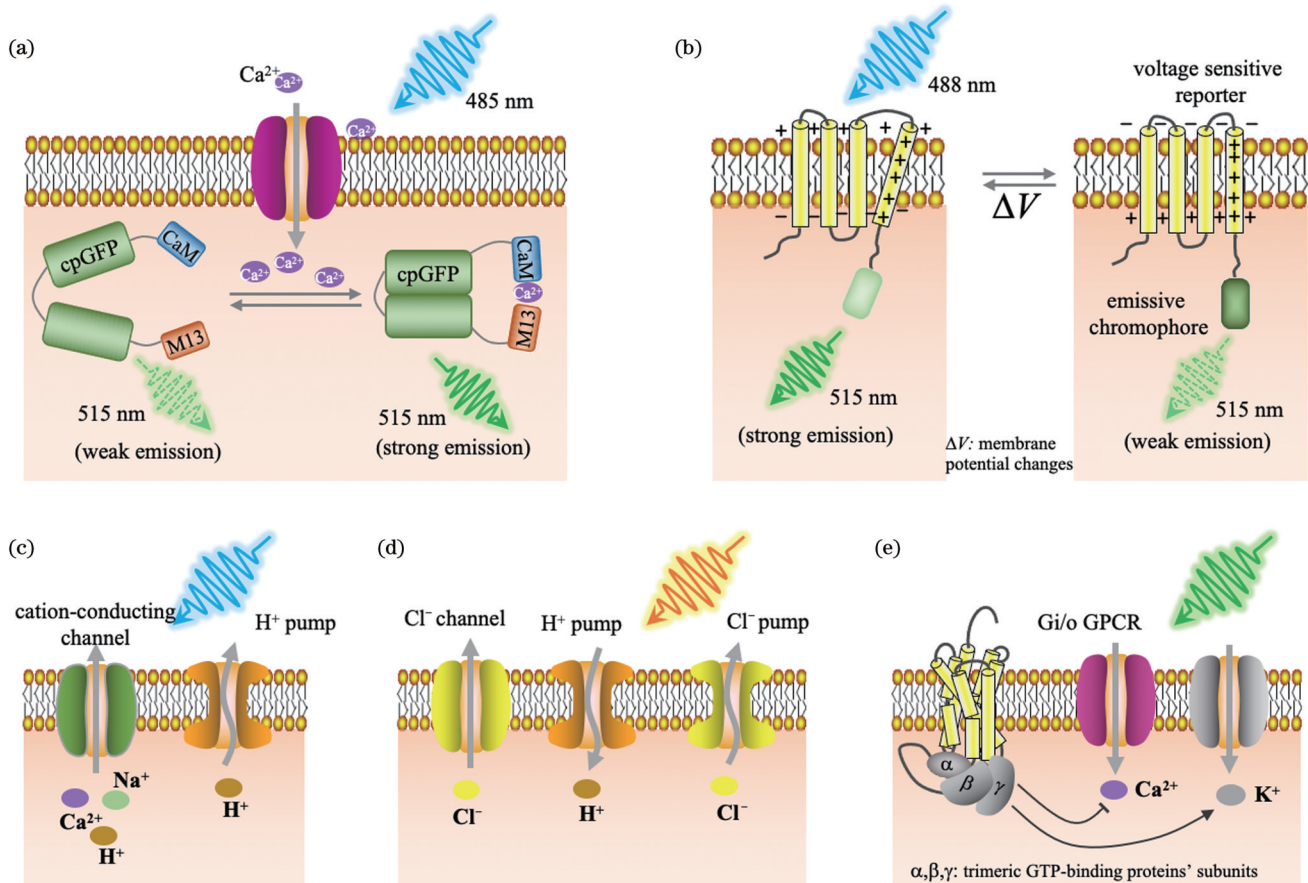 (a)
Ca²⁺
Ca²⁺
485 nm
Ca²⁺
cpGFP
CaM
M13
Ca²⁺
Ca²⁺
Ca²⁺
cpGFP
CaM
Ca²⁺
M13
515 nm
(weak emission)
515 nm
(strong emission)
(b)
488 nm
voltage sensitive
reporter
+ + + + +
− −
+ + + + +
ΔV
− − − −
+ + + + +
+ + + +
emissive
chromophore
515 nm
(strong emission)
515 nm
(weak emission)
ΔV: membrane
potential changes
(c)
cation-conducting
channel
H⁺ pump
Na⁺
Ca²⁺
H⁺
H⁺
(d)
Cl⁻ channel
H⁺ pump
Cl⁻ pump
Cl⁻
H⁺
Cl⁻
(e)
Gi/o GPCR
α
β
γ
Ca²⁺
K⁺
α,β,γ: trimeric GTP-binding proteins’ subunits